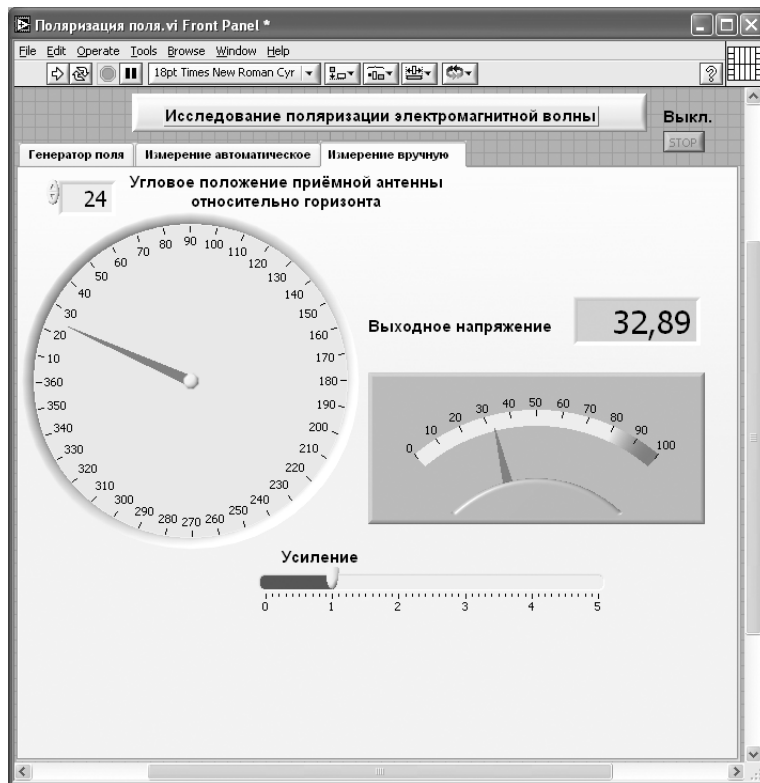 Поляризация поля.vi Front Panel *
File Edit Operate Tools Browse Window Help
18pt Times New Roman Cyr
Исследование поляризации электромагнитной волны
Выкл.
STOP
Генератор поля Измерение автоматическое Измерение вручную
24
Угловое положение приёмной антенны
относительно горизонта
10 20 30 40 50 60 70 80 90 100 110 120 130 140 150 160 170 180 190 200 210 220 230 240 250 260 270 280 290 300 310 320 330 340 350 360
Выходное напряжение
32,89
0 10 20 30 40 50 60 70 80 90 100
Усиление
0 1 2 3 4 5